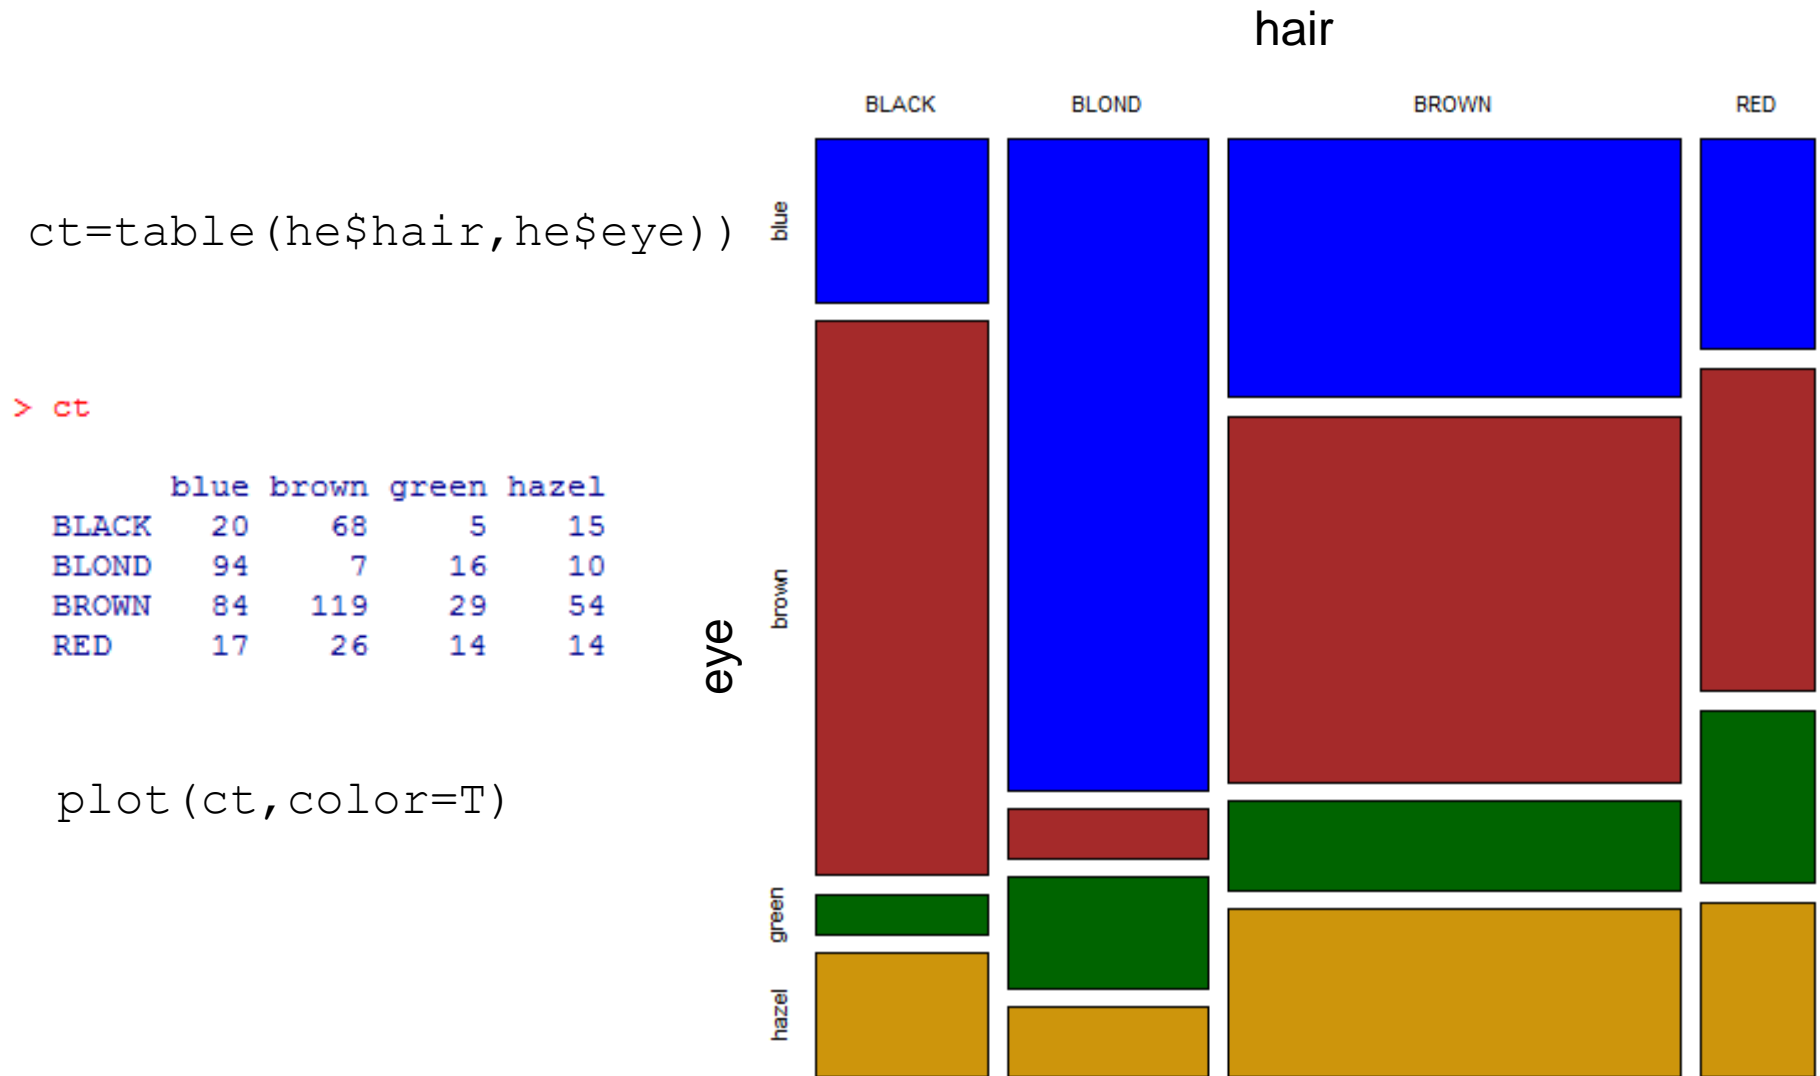 ct=table(he$hair,he$eye))
> ct
blue brown green hazel
BLACK 20 68 5 15
BLOND 94 7 16 10
BROWN 84 119 29 54
RED 17 26 14 14
plot(ct,color=T)
hair
BLACK BLOND BROWN RED
eye
blue
brown
green
hazel